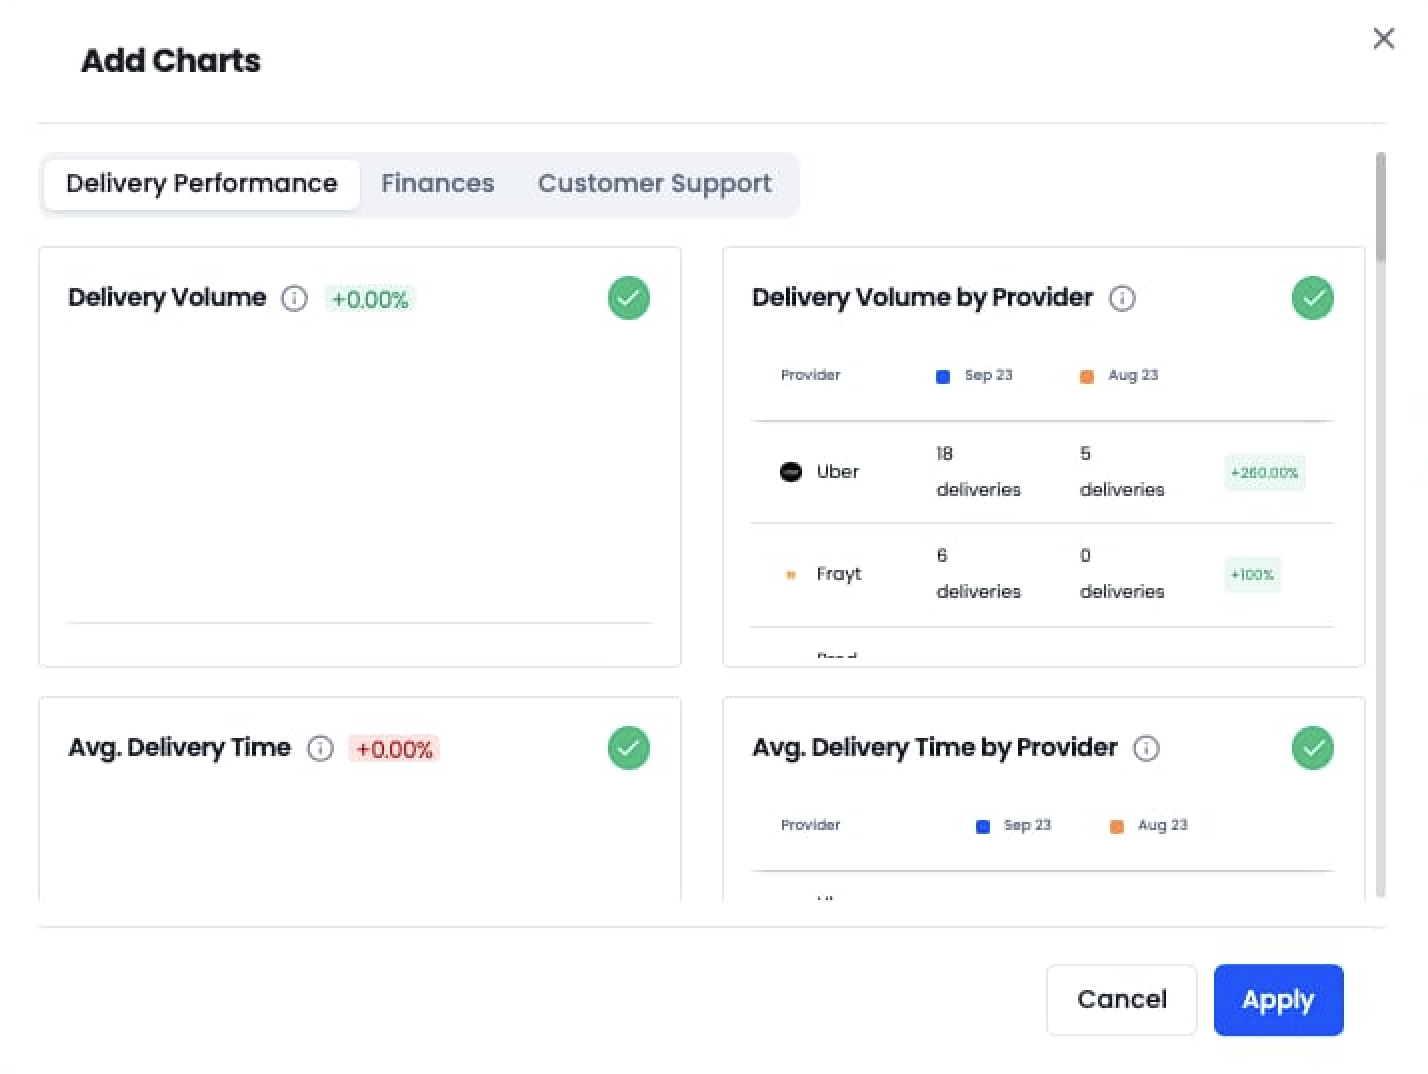 Add Charts
Delivery Performance Finances Customer Support
Delivery Volume +0.00%
Delivery Volume by Provider
Provider Sep 23 Aug 23
Uber 18 deliveries 5 deliveries +260.00%
Frayt 6 deliveries 0 deliveries +100%
Avg. Delivery Time +0.00%
Avg. Delivery Time by Provider
Provider Sep 23 Aug 23
Cancel Apply